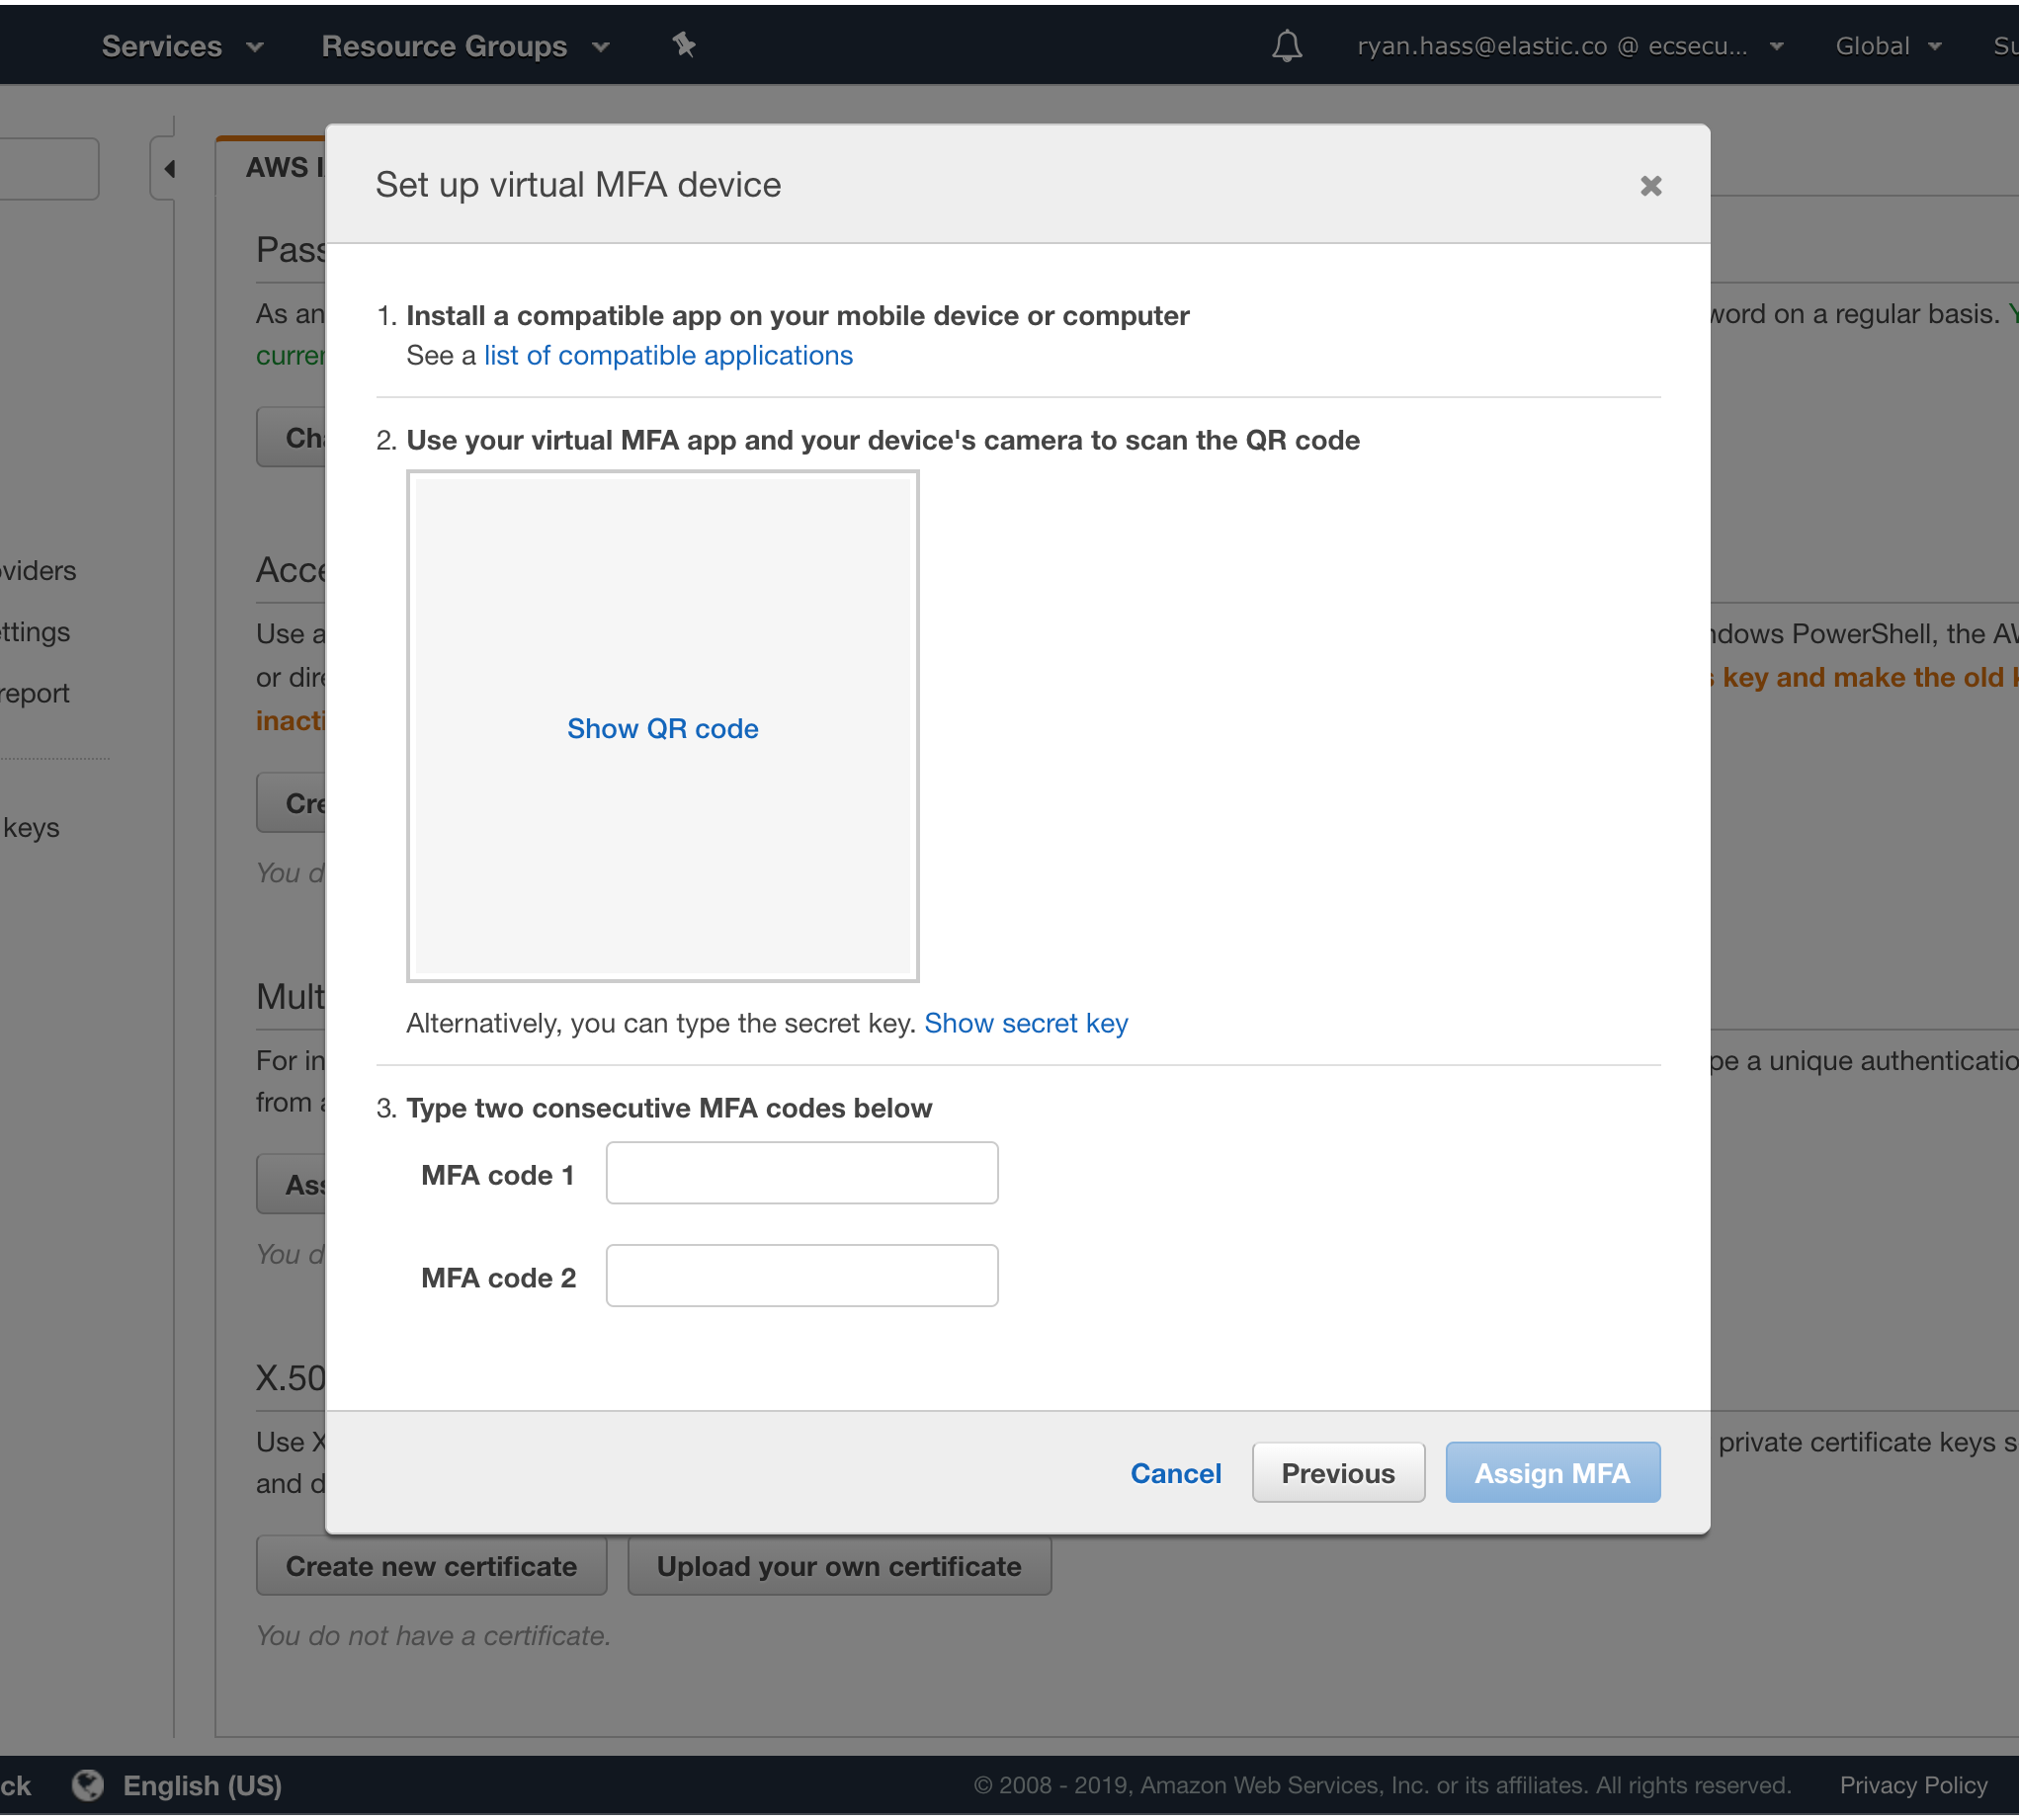 Services Resource Groups ryan.hass@elastic.co @ ecsecu... Global Su
AWS I
Set up virtual MFA device
Pass
1. Install a compatible app on your mobile device or computer
As an
word on a regular basis. Y
See a list of compatible applications
curren
2. Use your virtual MFA app and your device's camera to scan the QR code
Cha
oviders
Acce
ettings
Use a
ndows PowerShell, the AW
or dire
s key and make the old k
report
inacti
Show QR code
Cre
keys
You d
Mult
Alternatively, you can type the secret key. Show secret key
For in
pe a unique authenticatio
from a
3. Type two consecutive MFA codes below
MFA code 1
Ass
You d
MFA code 2
X.50
Use X
private certificate keys s
and d
Cancel Previous Assign MFA
Create new certificate Upload your own certificate
You do not have a certificate.
ck English (US) © 2008 - 2019, Amazon Web Services, Inc. or its affiliates. All rights reserved. Privacy Policy